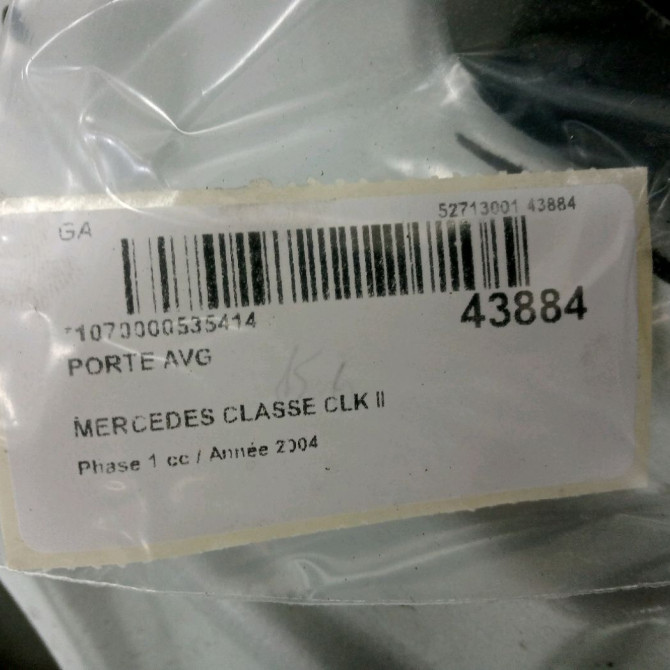 GA
52713001 43884
*1070000535414
43884
PORTE AVG
MERCEDES CLASSE CLK II
Phase 1 cc / Année 2004